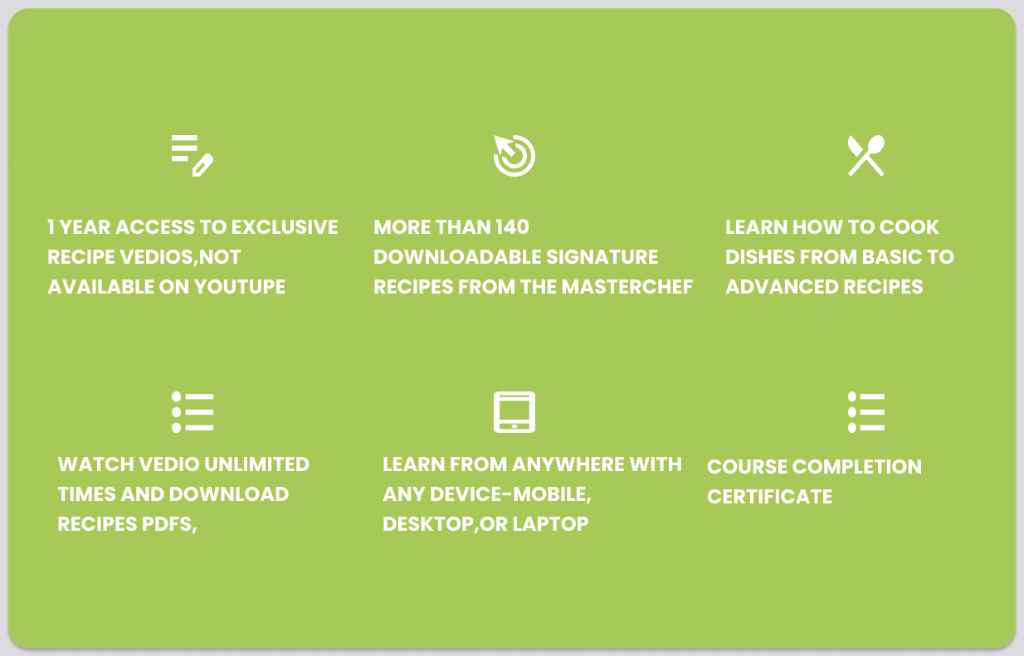 1 YEAR ACCESS TO EXCLUSIVE
RECIPE VEDIOS,NOT
AVAILABLE ON YOUTUPE
MORE THAN 140
DOWNLOADABLE SIGNATURE
RECIPES FROM THE MASTERCHEF
LEARN HOW TO COOK
DISHES FROM BASIC TO
ADVANCED RECIPES
WATCH VEDIO UNLIMITED
TIMES AND DOWNLOAD
RECIPES PDFS,
LEARN FROM ANYWHERE WITH
ANY DEVICE-MOBILE,
DESKTOP,OR LAPTOP
COURSE COMPLETION
CERTIFICATE